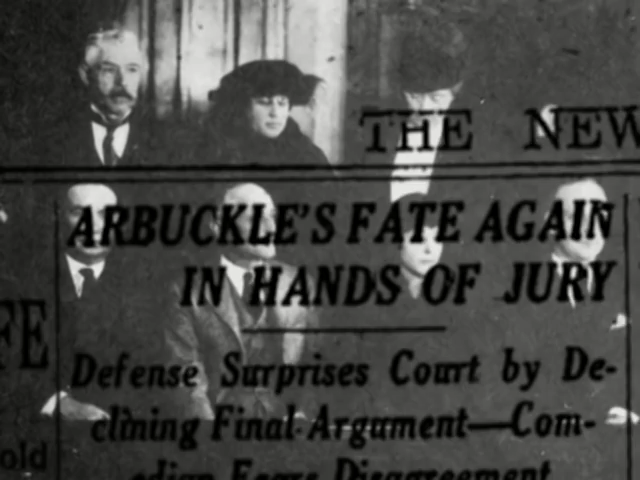 THE NEW
ARBUCKLE'S FATE AGAIN
IN HANDS OF JURY
FE
Defense Surprises Court by De-
clining Final Argument—Com-
old
edian Fears Disagreement